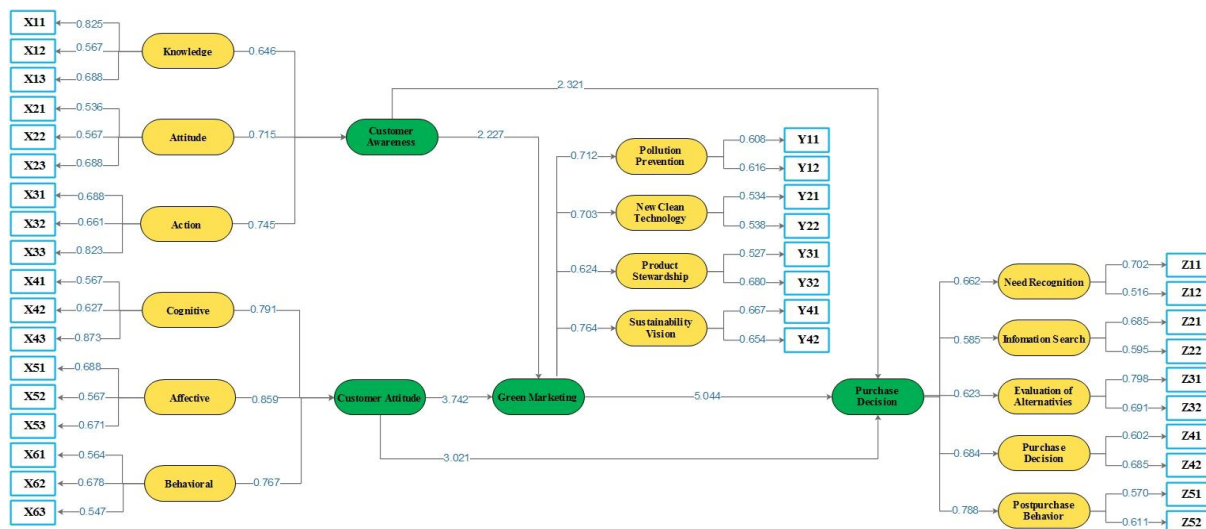 X11
0.825
X12
0.567
Knowledge
0.646
X13
0.688
X21
0.536
X22
0.567
Attitude
0.715
X23
0.688
X31
0.688
X32
0.661
Action
0.745
X33
0.823
X41
0.567
X42
0.627
Cognitive
0.791
X43
0.873
X51
0.688
X52
0.567
Affective
0.859
X53
0.671
X61
0.564
X62
0.678
Behavioral
0.767
X63
0.547
Customer
Awareness
2.321
2.227
Customer Attitude
3.742
3.021
Green Marketing
5.044
0.712
Pollution
Prevention
0.608
Y11
0.616
Y12
0.703
New Clean
Technology
0.534
Y21
0.538
Y22
0.624
Product
Stewardship
0.527
Y31
0.680
Y32
0.764
Sustainability
Vision
0.667
Y41
0.654
Y42
Purchase
Decision
0.662
Need Recognition
0.702
Z11
0.516
Z12
0.585
Infomation Search
0.685
Z21
0.595
Z22
0.623
Evaluation of
Alternativies
0.798
Z31
0.691
Z32
0.684
Purchase
Decision
0.602
Z41
0.685
Z42
0.788
Postpurchase
Behavior
0.570
Z51
0.611
Z52